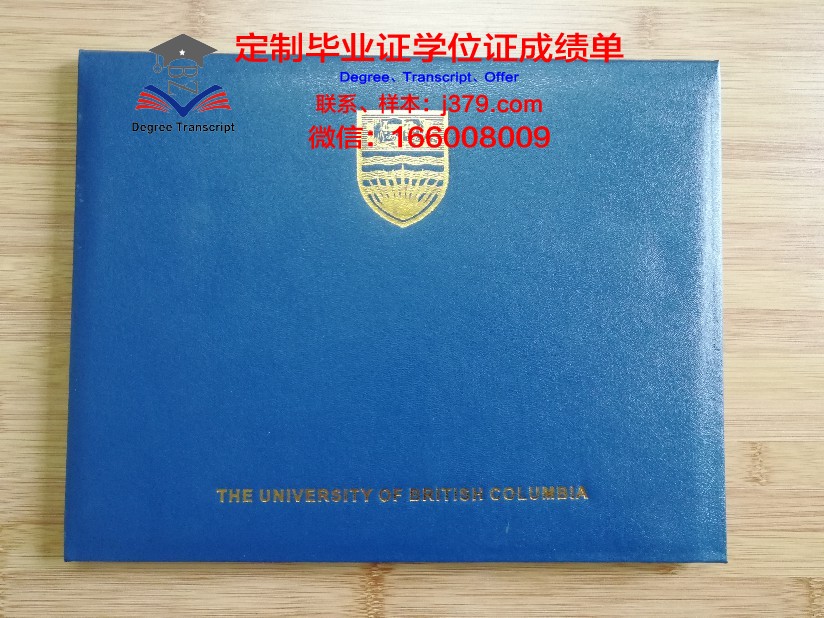 定制毕业证学位证成绩单
Degree、Transcript、Offer
联系、样本：j379.com
微信：166008009
Degree Transcript
THE UNIVERSITY OF BRITISH COLUMBIA